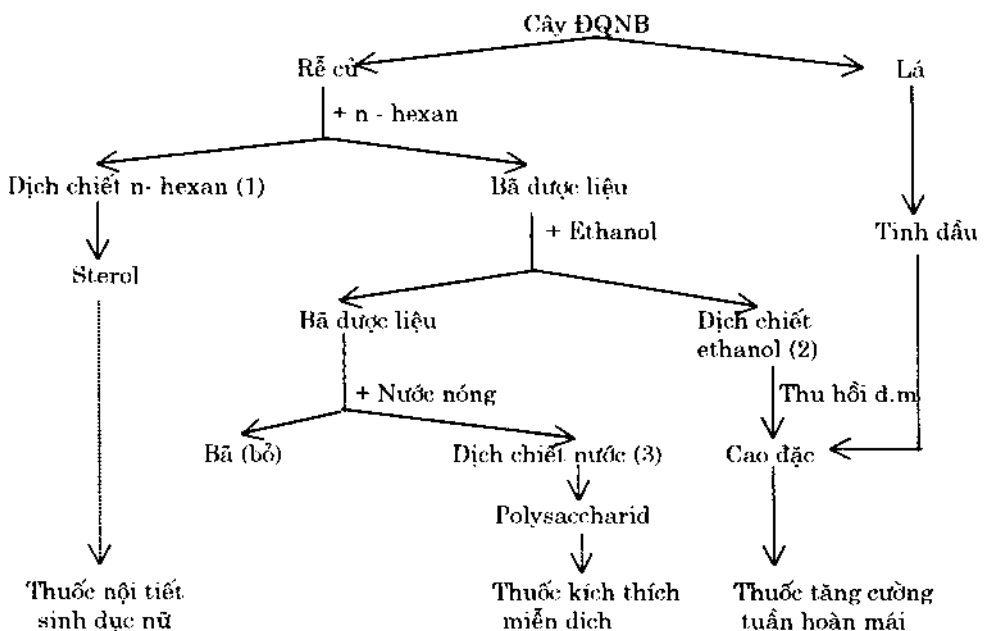 Cây ĐQNB
Rễ củ
Lá
+ n - hexan
Dịch chiết n- hexan (1)
Bã dược liệu
+ Ethanol
Tinh dầu
Sterol
Bã dược liệu
Dịch chiết
ethanol (2)
+ Nước nóng
Thu hồi d.m
Bã (bỏ)
Dịch chiết nước (3)
Cao đặc
Polysaccharid
Thuốc nội tiết
sinh dục nữ
Thuốc kích thích
miễn dich
Thuốc tăng cường
tuần hoàn mái